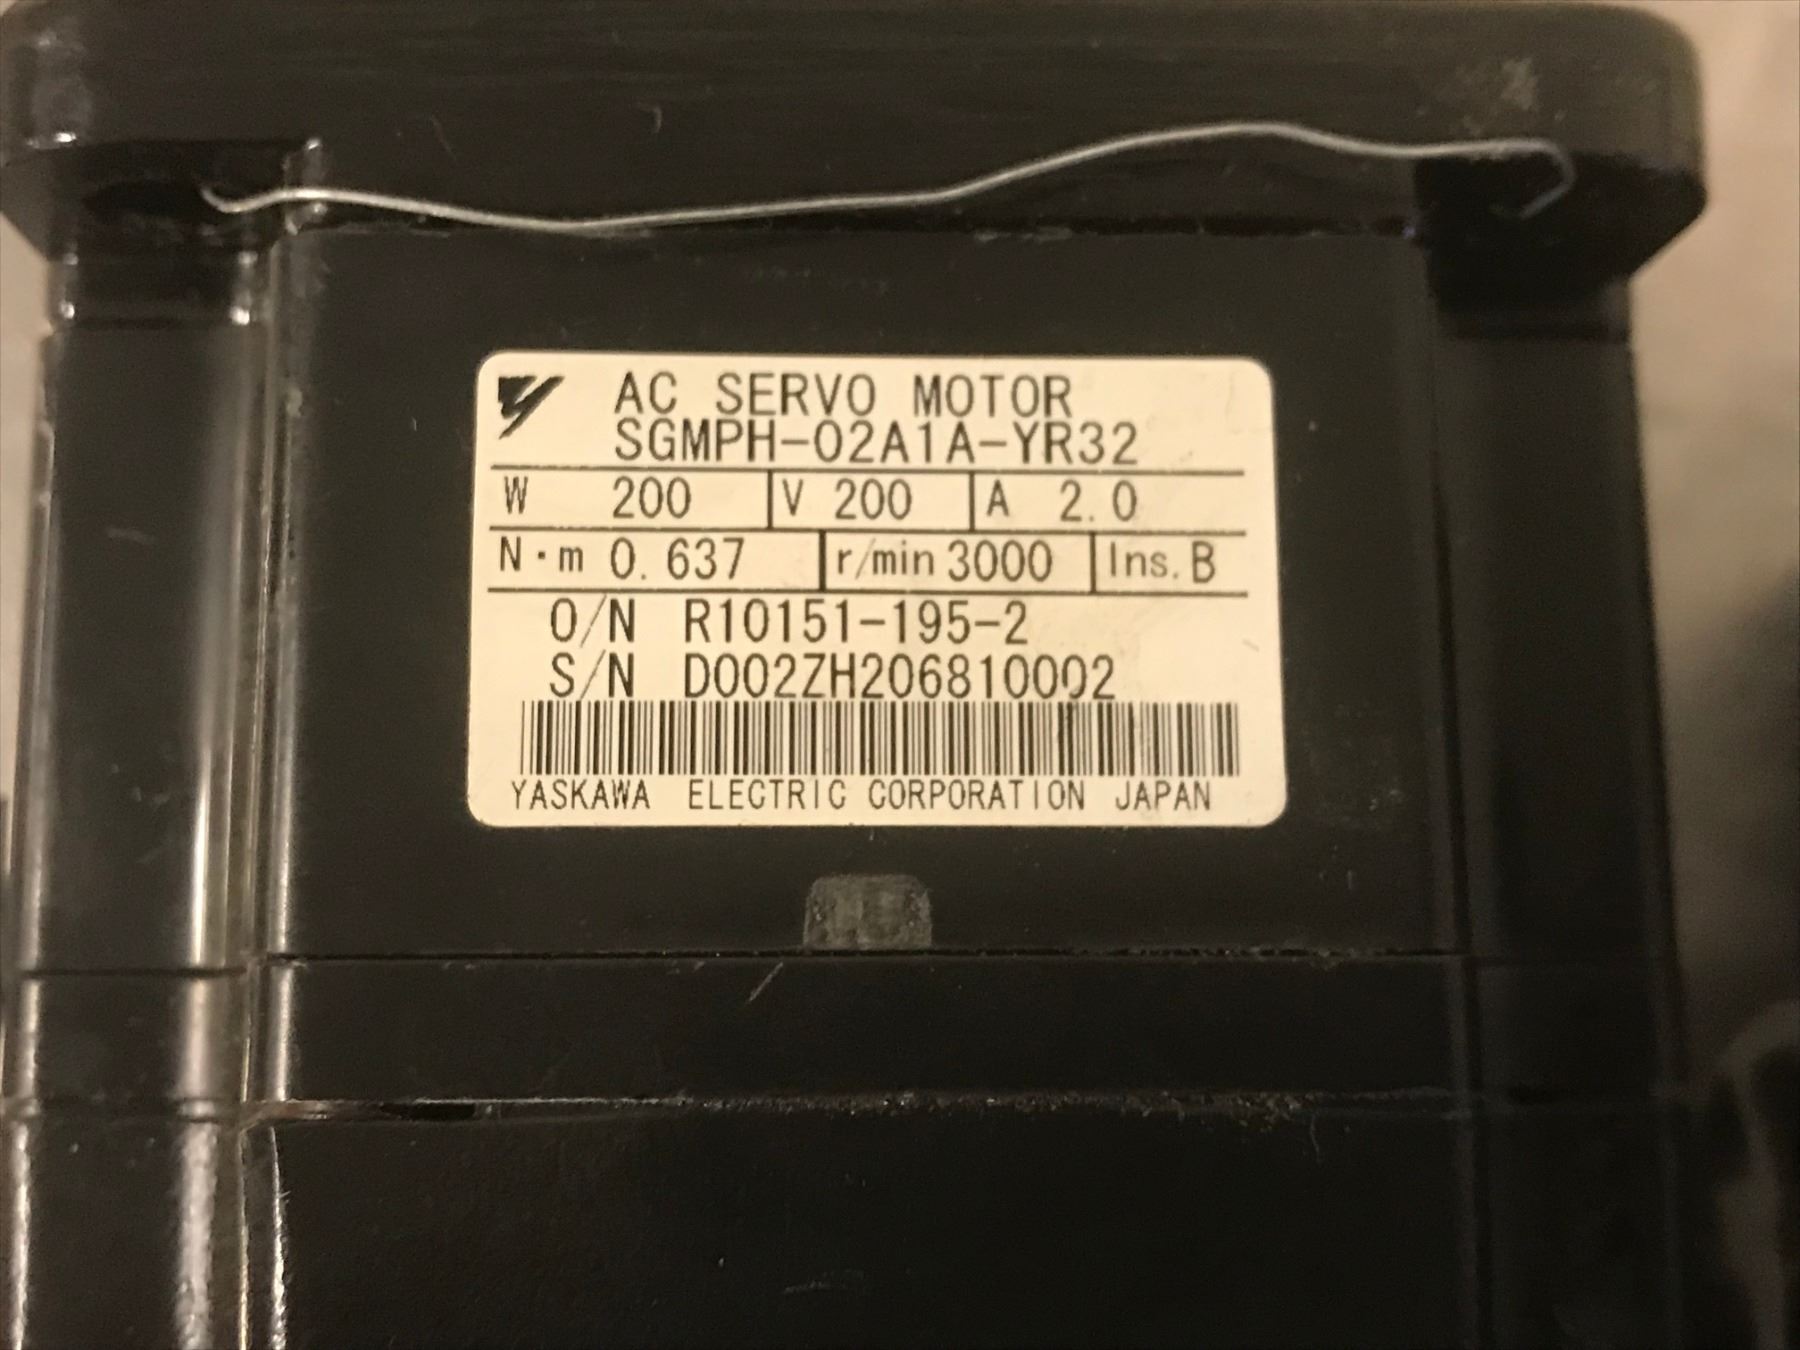 AC SERVO MOTOR
SGMPH-02A1A-YR32
W 200 V 200 A 2.0
N·m 0.637 r/min 3000 Ins. B
O/N R10151-195-2
S/N D002ZH206810002
YASKAWA ELECTRIC CORPORATION JAPAN